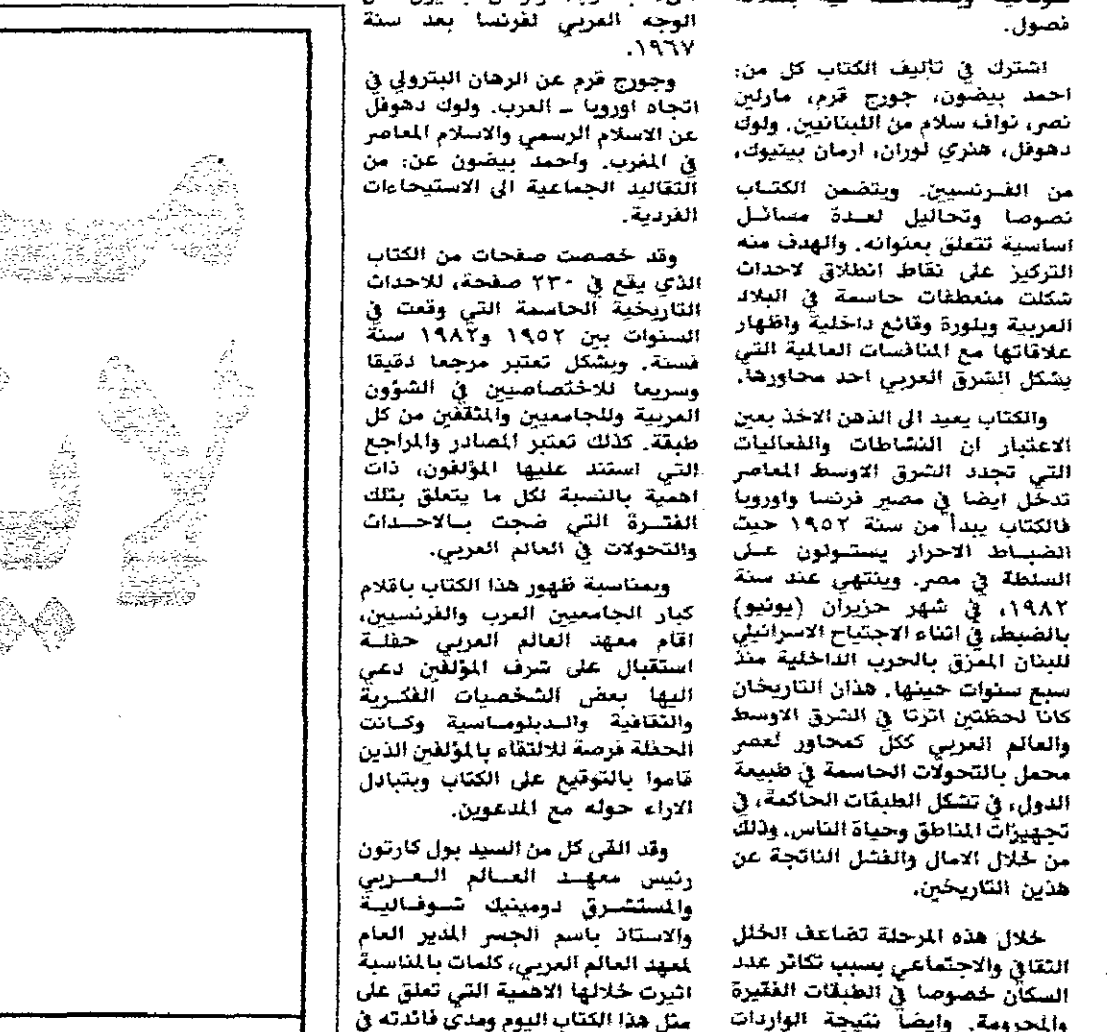 فصول.
اشترك في تأليف الكتاب كل من:
احمد بيضون، جورج قرم، مارلين
نصر، نواف سلام من اللبنانيين. ولوك
دهوفل، هنري لوران، ارمان بينيوك،
من الفرنسيين. ويتضمن الكتاب
نصوصا وتحاليل لعدة مسائل
اساسية تتعلق بعنوانه. والهدف منه
التركيز على نقاط انطلاق لاحداث
شكلت منعطفات حاسمة في البلاد
العربية وبلورة وقائع داخلية واظهار
علاقاتها مع المنافسات العالمية التي
يشكل الشرق العربي احد محاورها.
والكتاب يعيد الى الذهن الاخذ بعين
الاعتبار ان النشاطات والفعاليات
التي تجدد الشرق الاوسط المعاصر
تدخل ايضا في مصير فرنسا واوروبا
فالكتاب يبدأ من سنة ١٩٥٢ حيث
الضباط الاحرار يستولون على
السلطة في مصر. وينتهي عند سنة
١٩٨٢، في شهر حزيران (يونيو)
بالضبط، في اثناء الاجتياح الاسرائيلي
للبنان الممزق بالحرب الداخلية منذ
سبع سنوات حينها. هذان التاريخان
كانا لحظتين اثرتا في الشرق الاوسط
والعالم العربي ككل كمحاور لعصر
محمل بالتحولات الحاسمة في طبيعة
الدول، في تشكل الطبقات الحاكمة، في
تجهيزات المناطق وحياة الناس. وذلك
من خلال الامال والفشل الناتجة عن
هذين التاريخين.
خلال هذه المرحلة تضاعف الخلل
الثقافي والاجتماعي بسبب تكاثر عدد
السكان خصوصا في الطبقات الفقيرة
والمحرومة. وايضا نتيجة الواردات
الوجه العربي لفرنسا بعد سنة
١٩٦٧.
وجورج قرم عن الرهان البترولي في
اتجاه اوروبا ــ العرب. ولوك دهوفل
عن الاسلام الرسمي والاسلام المعاصر
في المغرب. واحمد بيضون عن: من
التقاليد الجماعية الى الاستيحاءات
الفردية.
وقد خصصت صفحات من الكتاب
الذي يقع في ٢٣٠ صفحة، للاحداث
التاريخية الحاسمة التي وقعت في
السنوات بين ١٩٥٢ و١٩٨٢ سنة
فسنة. وبشكل تعتبر مرجعا دقيقا
وسريعا للاختصاصيين في الشؤون
العربية وللجامعيين والمثقفين من كل
طبقة. كذلك تعتبر المصادر والمراجع
التي استند عليها المؤلفون، ذات
اهمية بالنسبة لكل ما يتعلق بتلك
الفترة التي ضجت بالاحداث
والتحولات في العالم العربي.
وبمناسبة ظهور هذا الكتاب باقلام
كبار الجامعيين العرب والفرنسيين،
اقام معهد العالم العربي حفلة
استقبال على شرف المؤلفين دعي
اليها بعض الشخصيات الفكرية
والثقافية والدبلوماسية وكانت
الحفلة فرصة للالتقاء بالمؤلفين الذين
قاموا بالتوقيع على الكتاب وبتبادل
الاراء حوله مع المدعوين.
وقد القى كل من السيد بول كارتون
رئيس معهد العالم العربي
والمستشرق دومينيك شوفالية
والاستاذ باسم الجسر المدير العام
لمعهد العالم العربي، كلمات بالمناسبة
اثيرت خلالها الاهمية التي تعلق على
مثل هذا الكتاب اليوم ومدى فائدته في